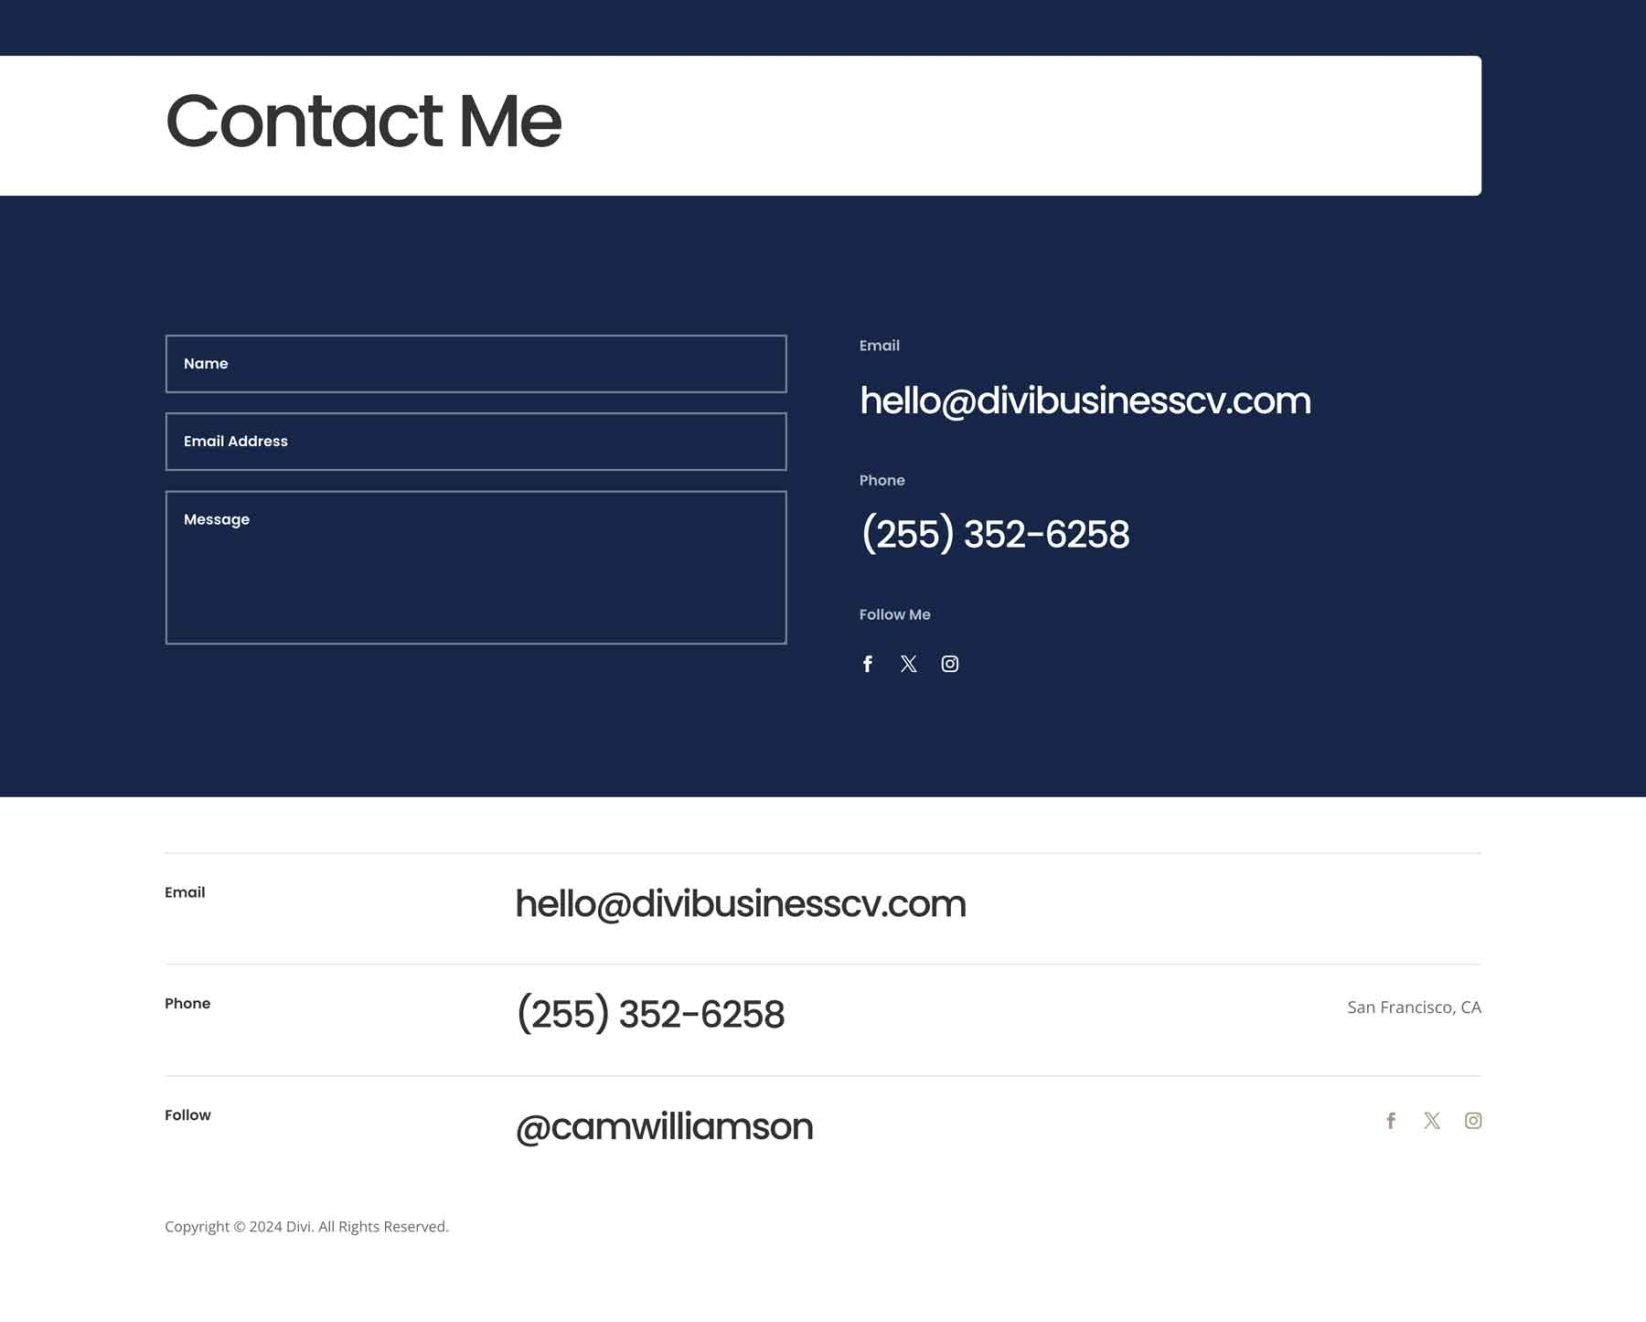 Contact Me
Name
Email Address
Message
Email
hello@divibusinesscv.com
Phone
(255) 352-6258
Follow Me
Email
hello@divibusinesscv.com
Phone
(255) 352-6258
San Francisco, CA
Follow
@camwilliamson
Copyright © 2024 Divi. All Rights Reserved.